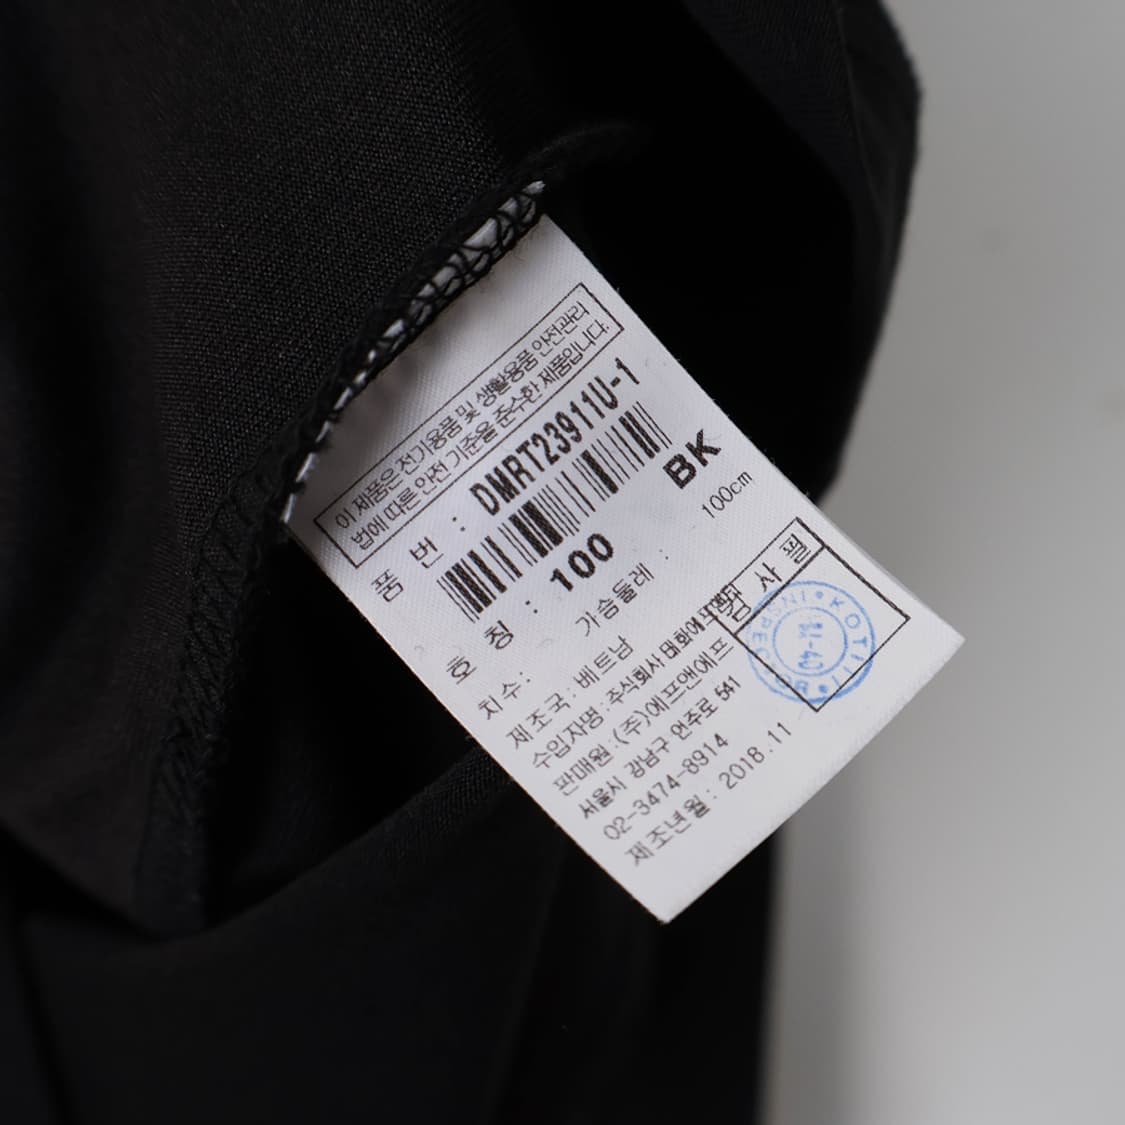 이 제품은 전기용품 및 생활용품 안전관리
법에 따른 안전 기준을 준수한 제품입니다.
품 번 : DMRT23911U-1
BK
호 칭 : 100
치수: 가슴둘레 : 100cm
제조국: 베트남
수입자명: 주식회사 태화에프앤
판매원:(주)에프앤에프
서울시 강남구 언주로 541
02-3474-8914
제조년월: 2018.11
검 사 필
KOTITI